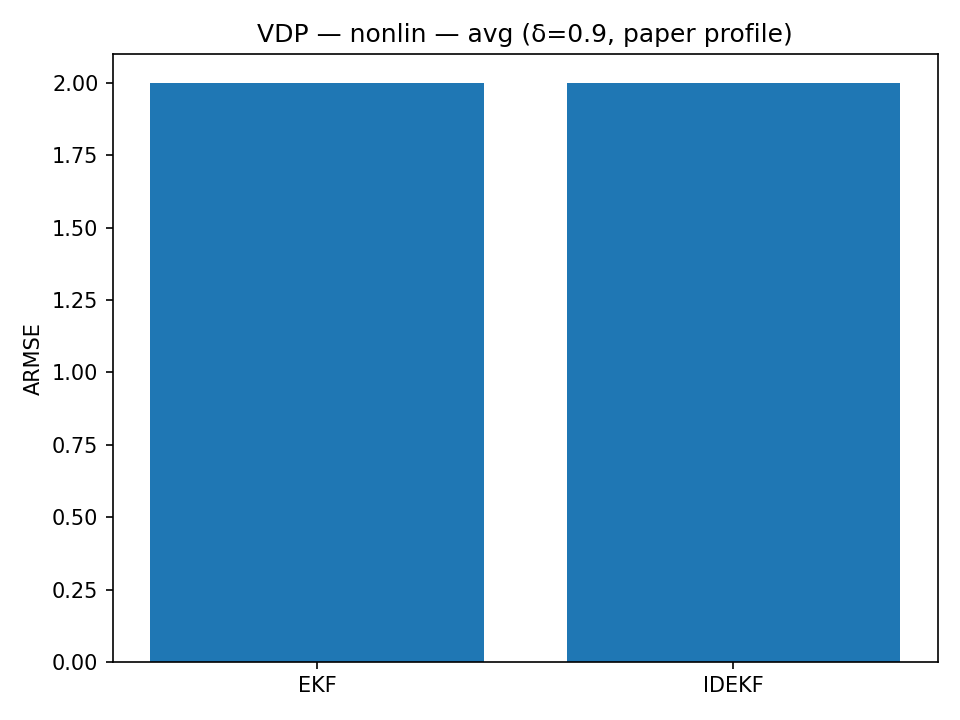 VDP — nonlin — avg (δ=0.9, paper profile)
ARMSE
2.00
1.75
1.50
1.25
1.00
0.75
0.50
0.25
0.00
EKF
IDEKF